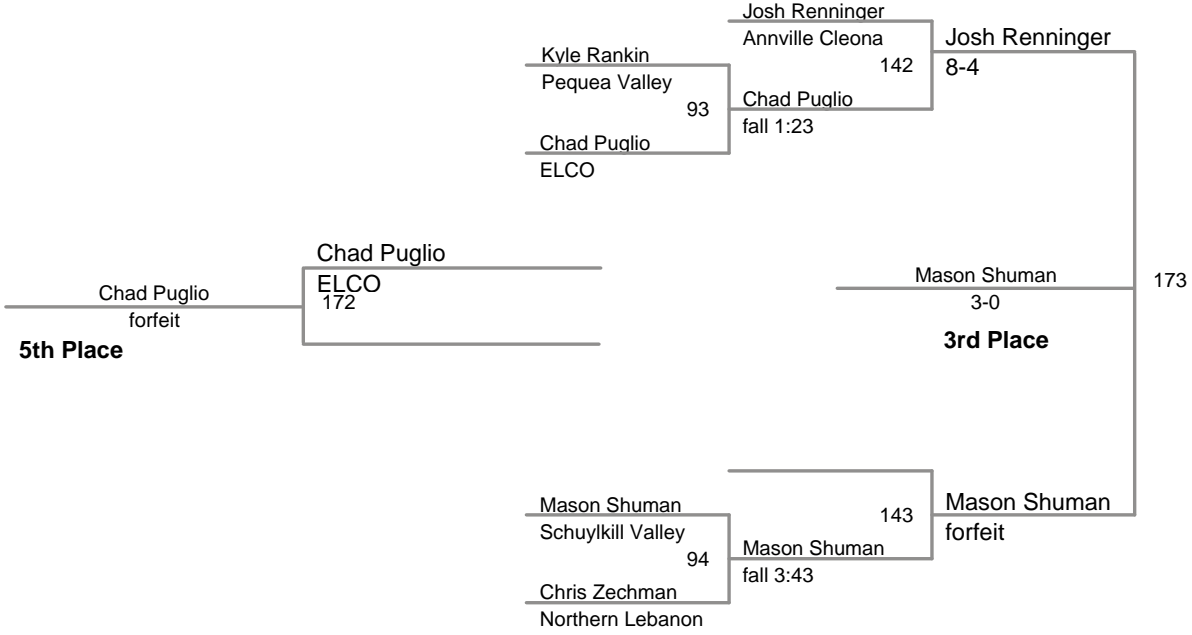 Josh Renninger
Annville Cleona
142
Josh Renninger
8-4
Kyle Rankin
Pequea Valley
93
Chad Puglio
fall 1:23
Chad Puglio
ELCO
Chad Puglio
ELCO
172
Chad Puglio
forfeit
5th Place
Mason Shuman
3-0
3rd Place
173
Mason Shuman
Schuylkill Valley
94
Mason Shuman
fall 3:43
143
Mason Shuman
forfeit
Chris Zechman
Northern Lebanon